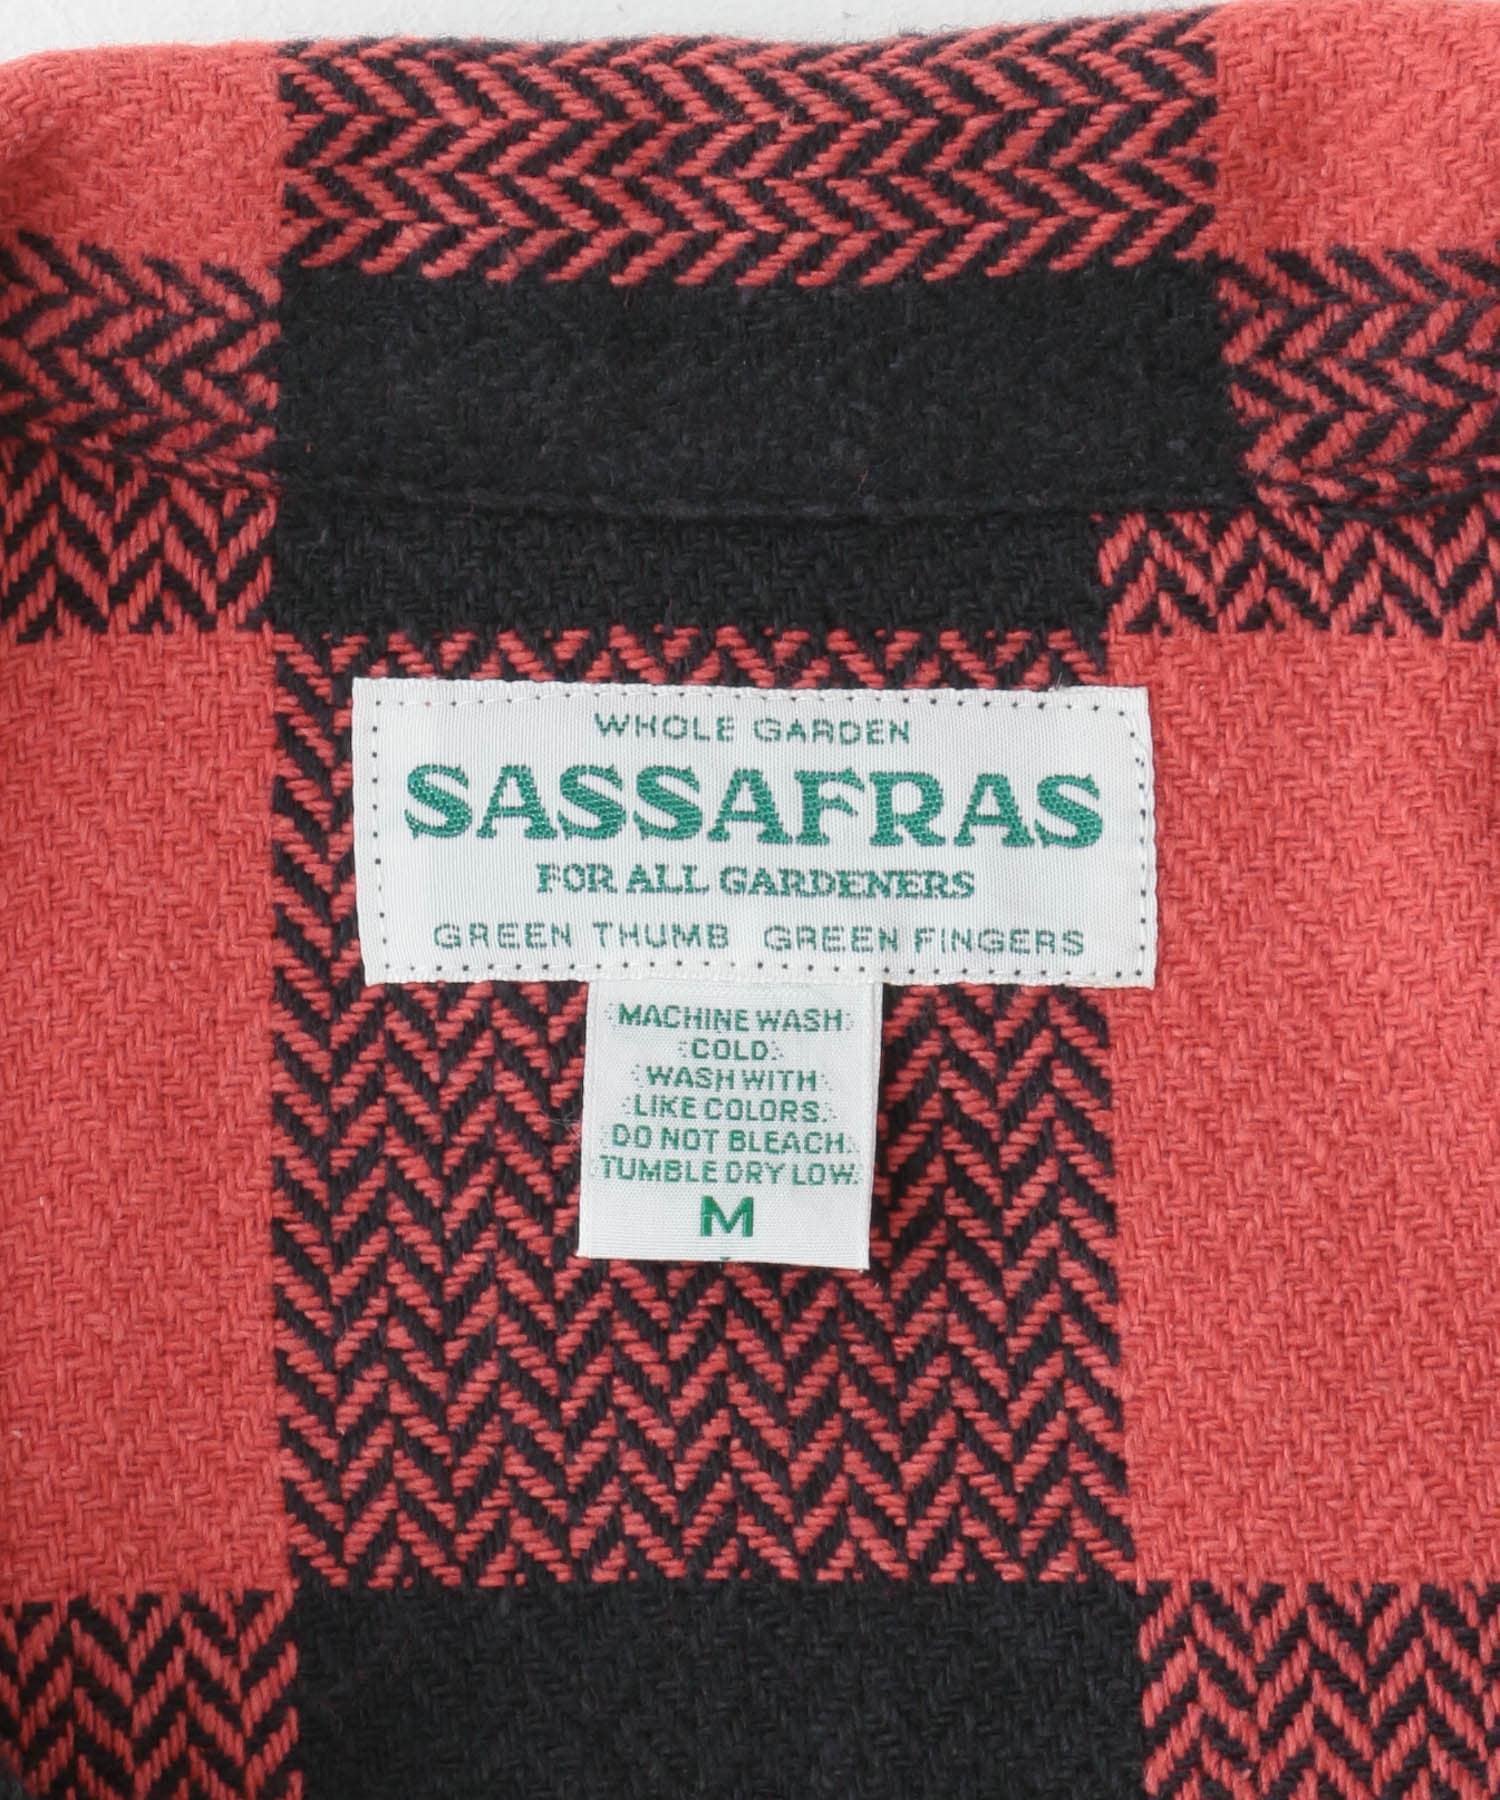 WHOLE GARDEN
SASSAFRAS
FOR ALL GARDENERS
GREEN THUMB GREEN FINGERS
MACHINE WASH
COLD.
WASH WITH
LIKE COLORS.
DO NOT BLEACH.
TUMBLE DRY LOW.
M